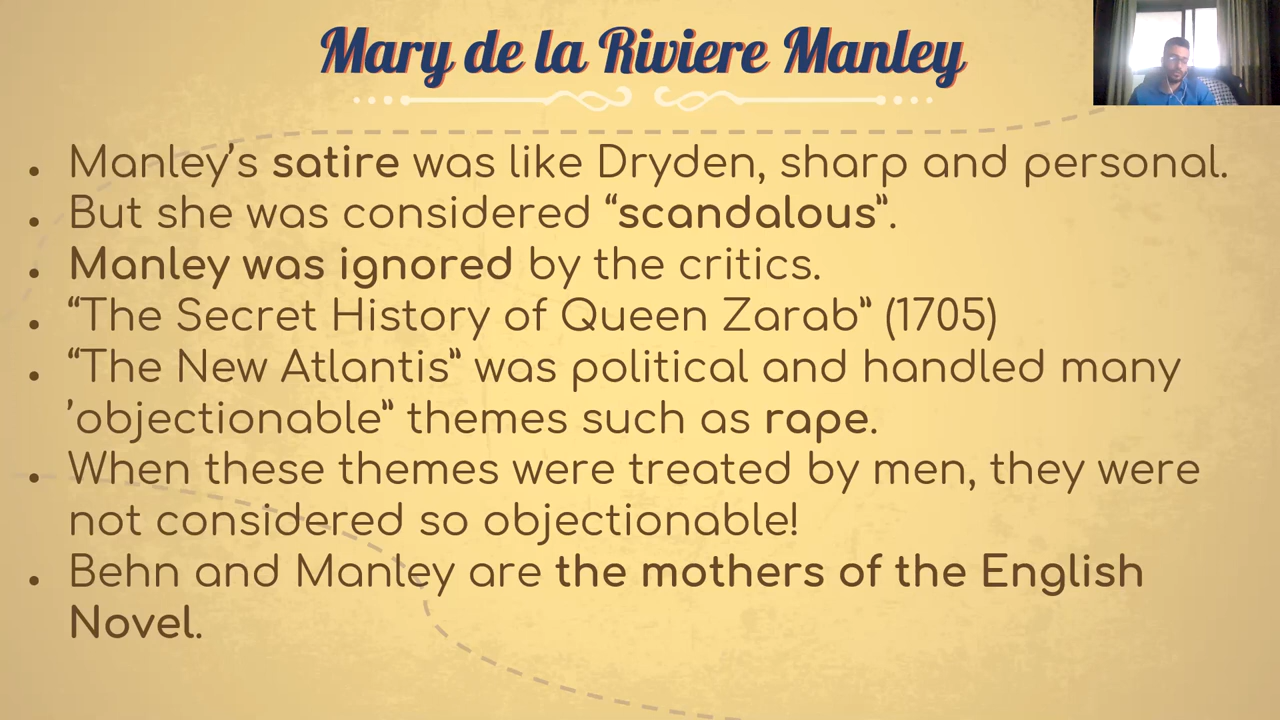 Mary de la Riviere Manley
• Manley’s satire was like Dryden, sharp and personal.
• But she was considered “scandalous”.
• Manley was ignored by the critics.
• “The Secret History of Queen Zarab” (1705)
• “The New Atlantis” was political and handled many
’objectionable” themes such as rape.
• When these themes were treated by men, they were
not considered so objectionable!
• Behn and Manley are the mothers of the English
Novel.